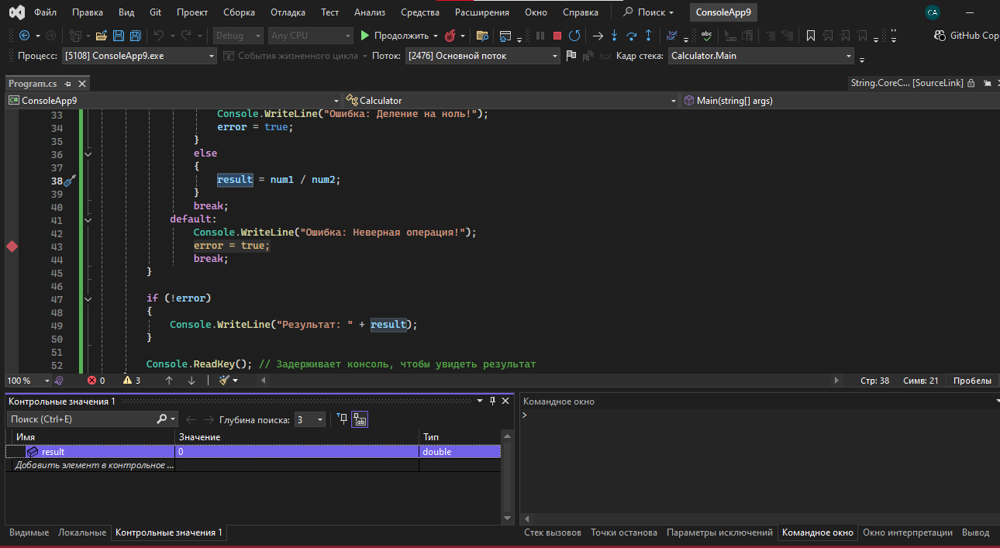 Файл Правка Вид Git Проект Сборка Отладка Тест Анализ Средства Расширения Окно Справка Поиск ConsoleApp9 CA
Debug Any CPU Продолжить abc GitHub Cop
Процесс: [5108] ConsoleApp9.exe События жизненного цикла Поток: [2476] Основной поток Кадр стека: Calculator.Main
Program.cs String.CoreC... [SourceLink]
C# ConsoleApp9 Calculator Main(string[] args)
33 Console.WriteLine("Ошибка: Деление на ноль!");
34 error = true;
35 }
36 else
37 {
38 result = num1 / num2;
39 }
40 break;
41 default:
42 Console.WriteLine("Ошибка: Неверная операция!");
43 error = true;
44 break;
45 }
46
47 if (!error)
48 {
49 Console.WriteLine("Результат: " + result);
50 }
51
52 Console.ReadKey(); // Задерживает консоль, чтобы увидеть результат
100 % 0 3 Стр: 38 Симв: 21 Пробелы
Контрольные значения 1
Поиск (Ctrl+E) Глубина поиска: 3 ab
Имя Значение Тип
result 0 double
Добавить элемент в контрольное ...
Видимые Локальные Контрольные значения 1
Командное окно
>
Стек вызовов Точки останова Параметры исключений Командное окно Окно интерпретации Вывод